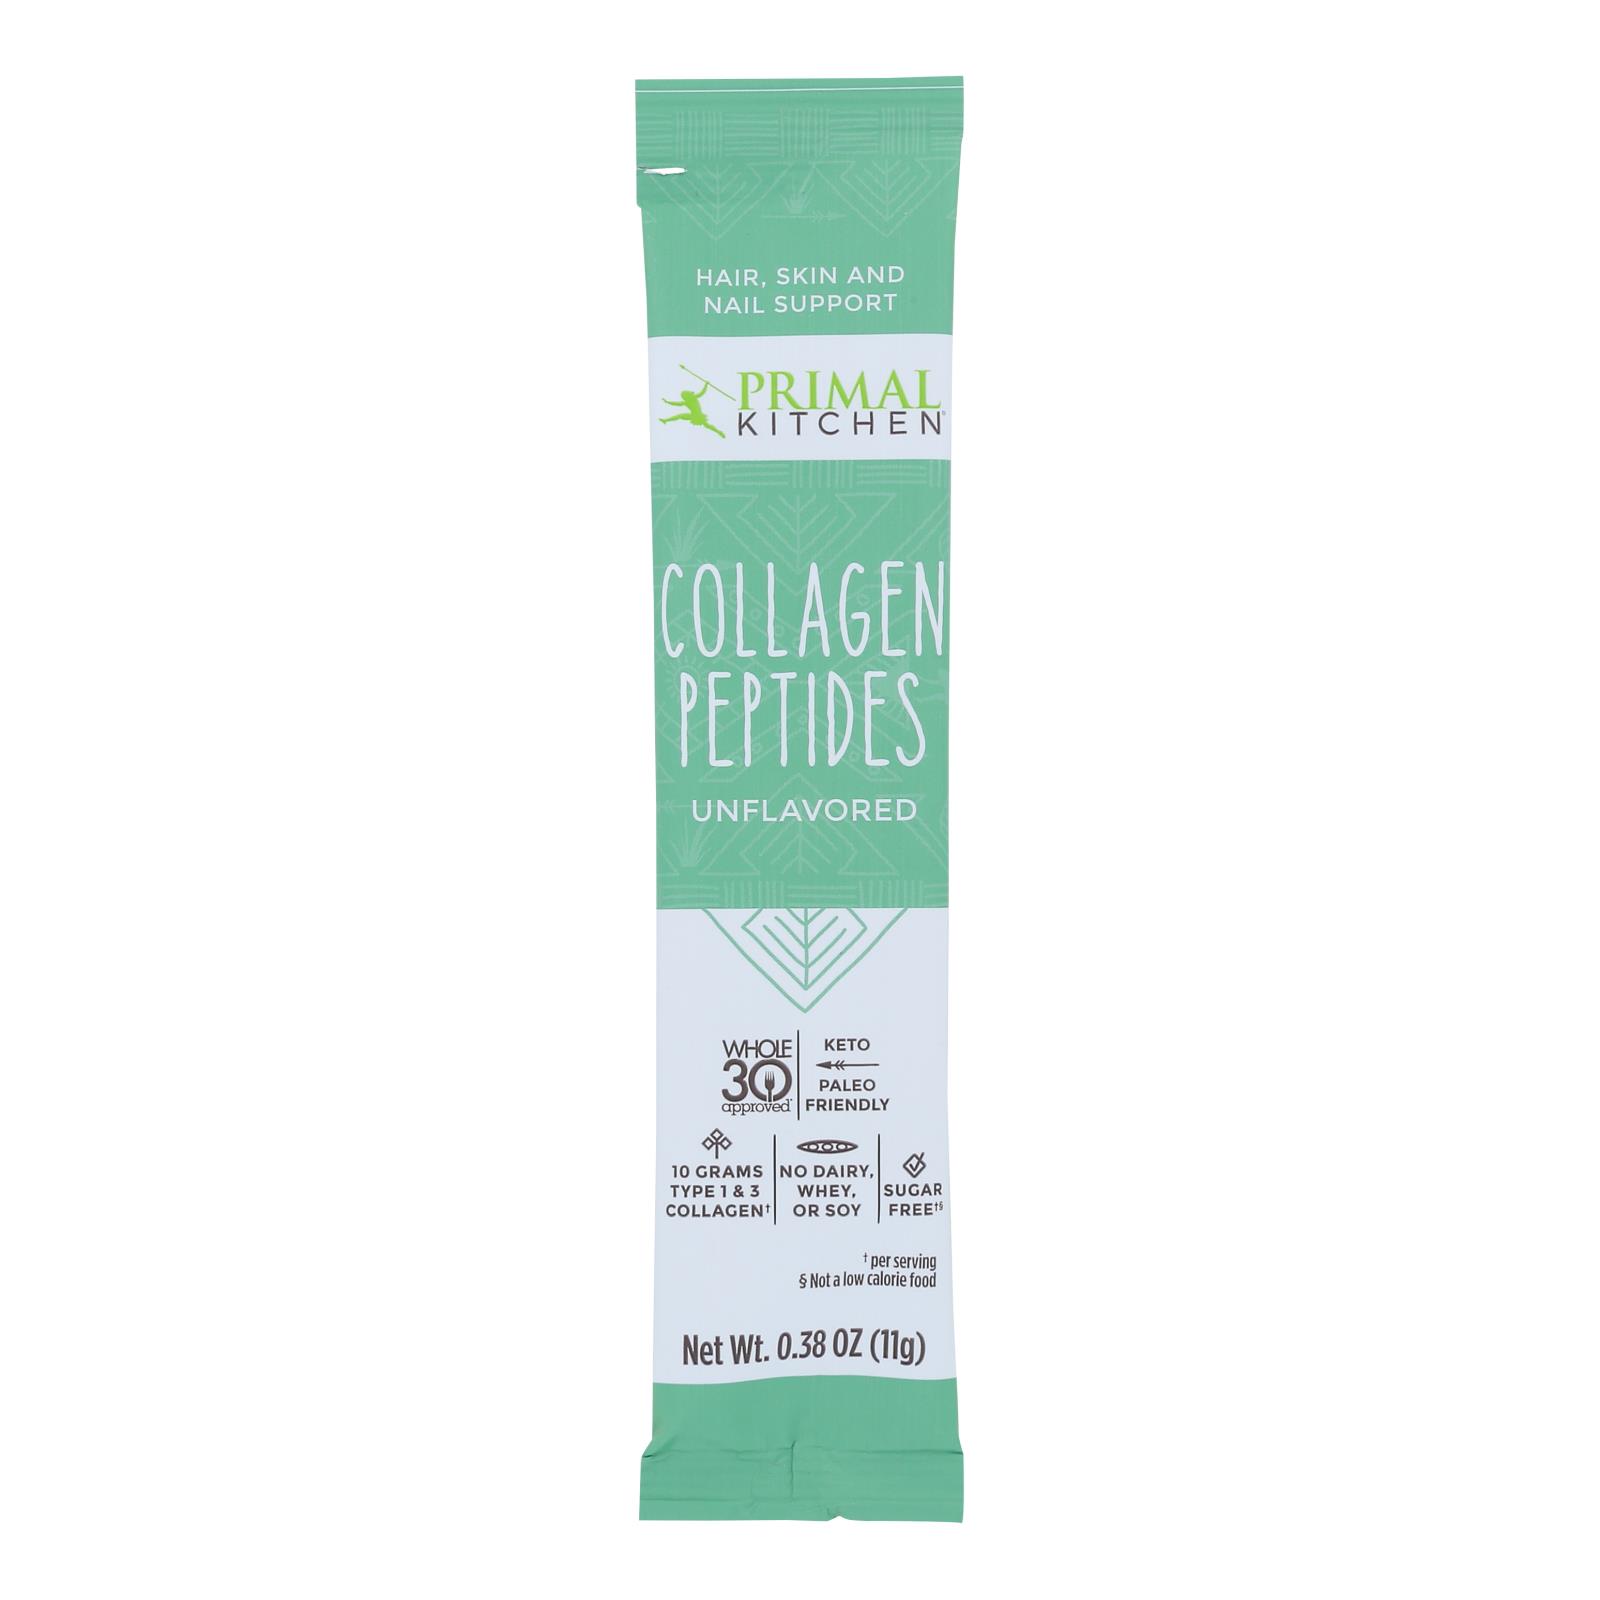 HAIR, SKIN AND
NAIL SUPPORT
PRIMAL
KITCHEN®
COLLAGEN
PEPTIDES
UNFLAVORED
WHOLE
30
approved®
KETO
PALEO
FRIENDLY
10 GRAMS
TYPE 1 & 3
COLLAGEN†
NO DAIRY,
WHEY,
OR SOY
SUGAR
FREE†§
† per serving
§ Not a low calorie food
Net Wt. 0.38 OZ (11g)